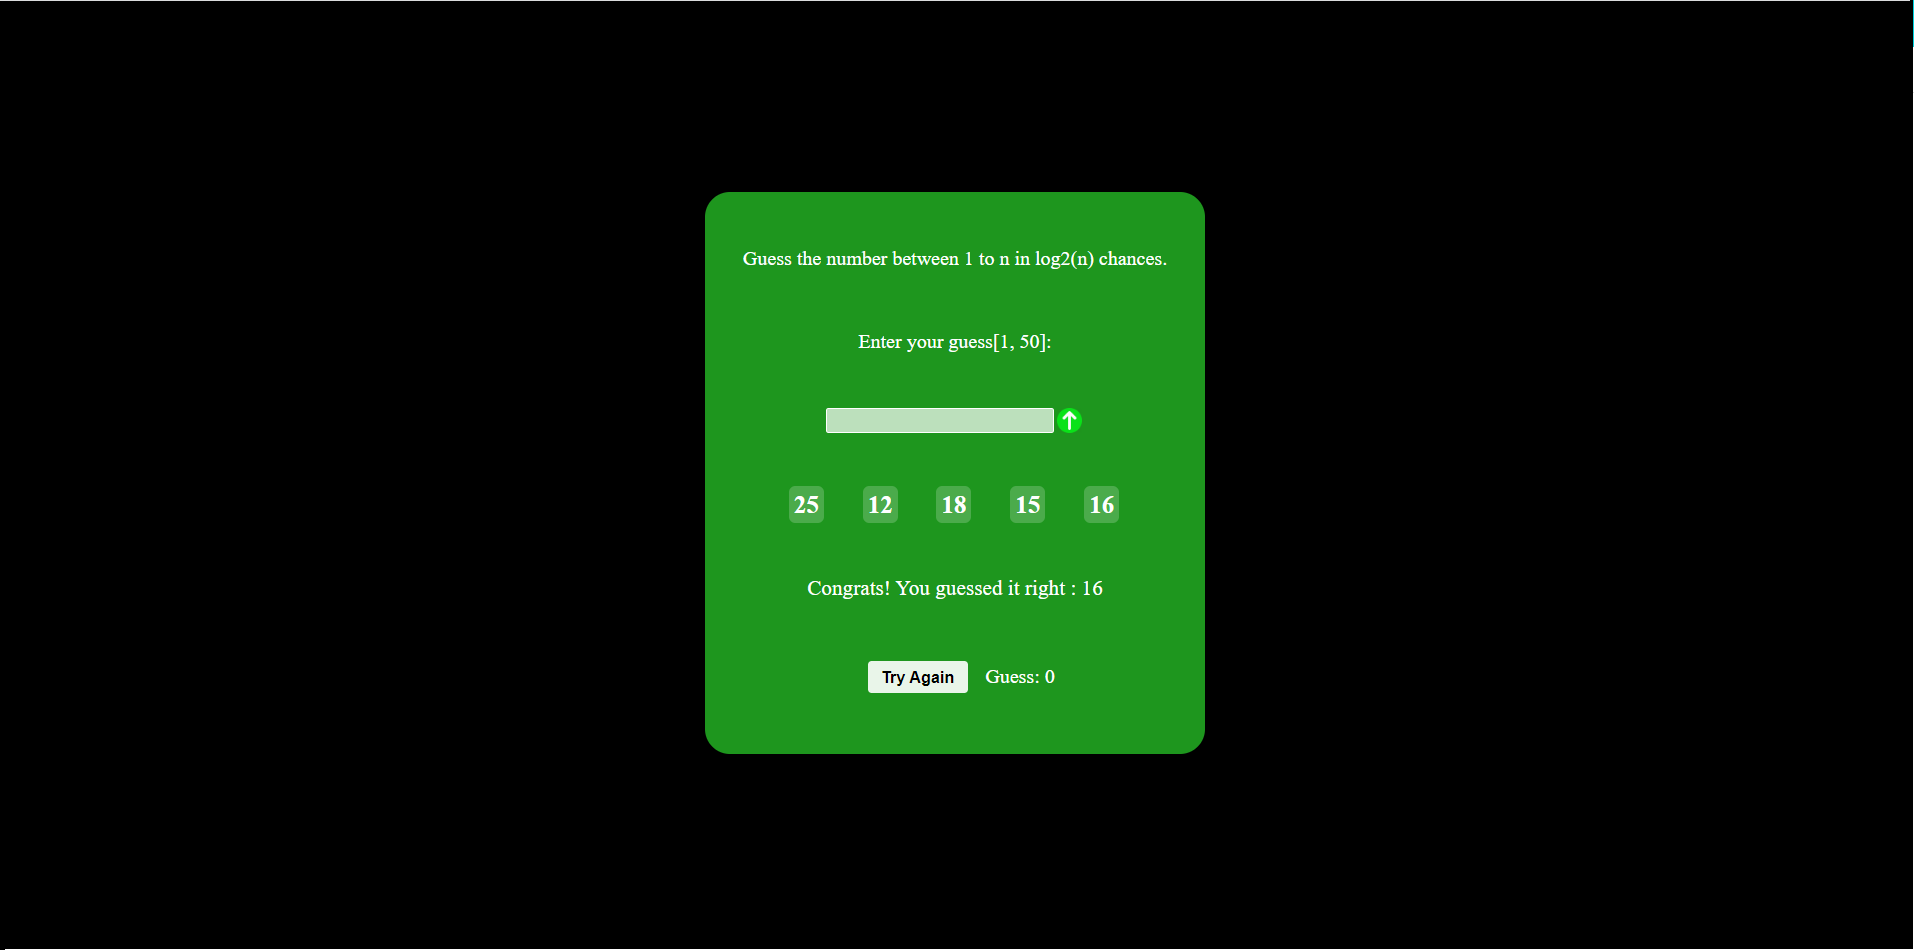 Guess the number between 1 to n in log2(n) chances.
Enter your guess[1, 50]:
25 12 18 15 16
Congrats! You guessed it right : 16
Try Again Guess: 0